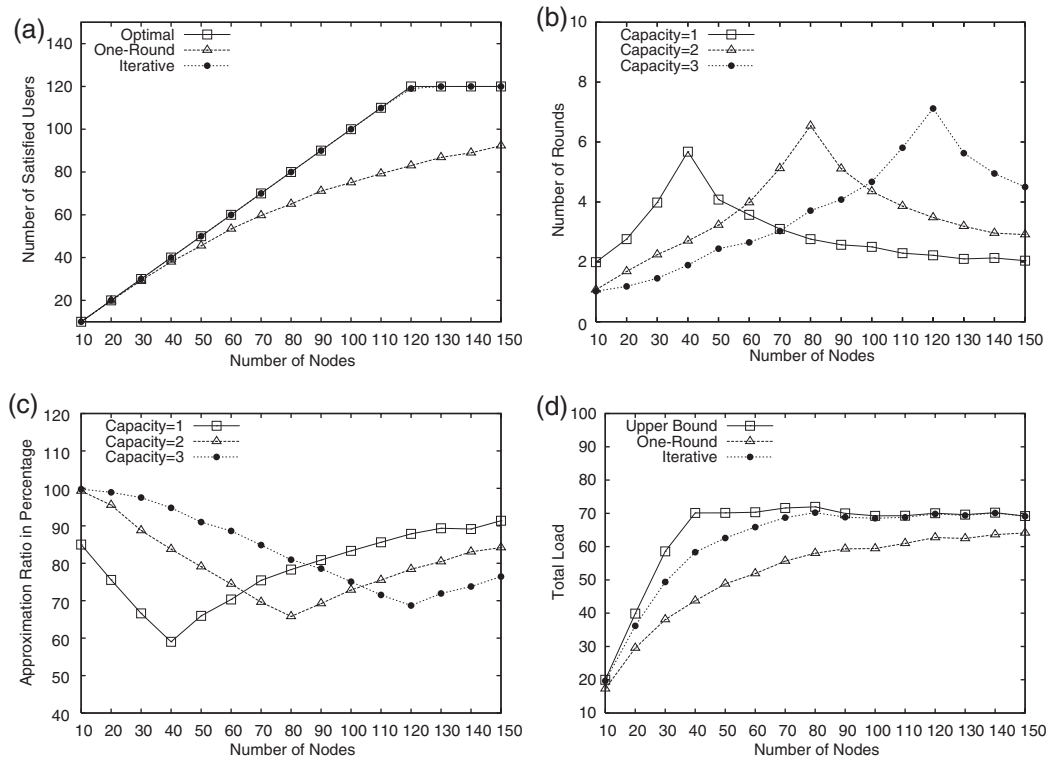 (a)
Optimal
One-Round
Iterative
Number of Satisfied Users
140
120
100
80
60
40
20
10 20 30 40 50 60 70 80 90 100 110 120 130 140 150
Number of Nodes
(b)
Capacity=1
Capacity=2
Capacity=3
Number of Rounds
10
8
6
4
2
0
10 20 30 40 50 60 70 80 90 100 110 120 130 140 150
Number of Nodes
(c)
Capacity=1
Capacity=2
Capacity=3
Approximation Ratio in Percentage
120
110
100
90
80
70
60
50
40
10 20 30 40 50 60 70 80 90 100 110 120 130 140 150
Number of Nodes
(d)
Upper Bound
One-Round
Iterative
Total Load
100
90
80
70
60
50
40
30
20
10
10 20 30 40 50 60 70 80 90 100 110 120 130 140 150
Number of Nodes